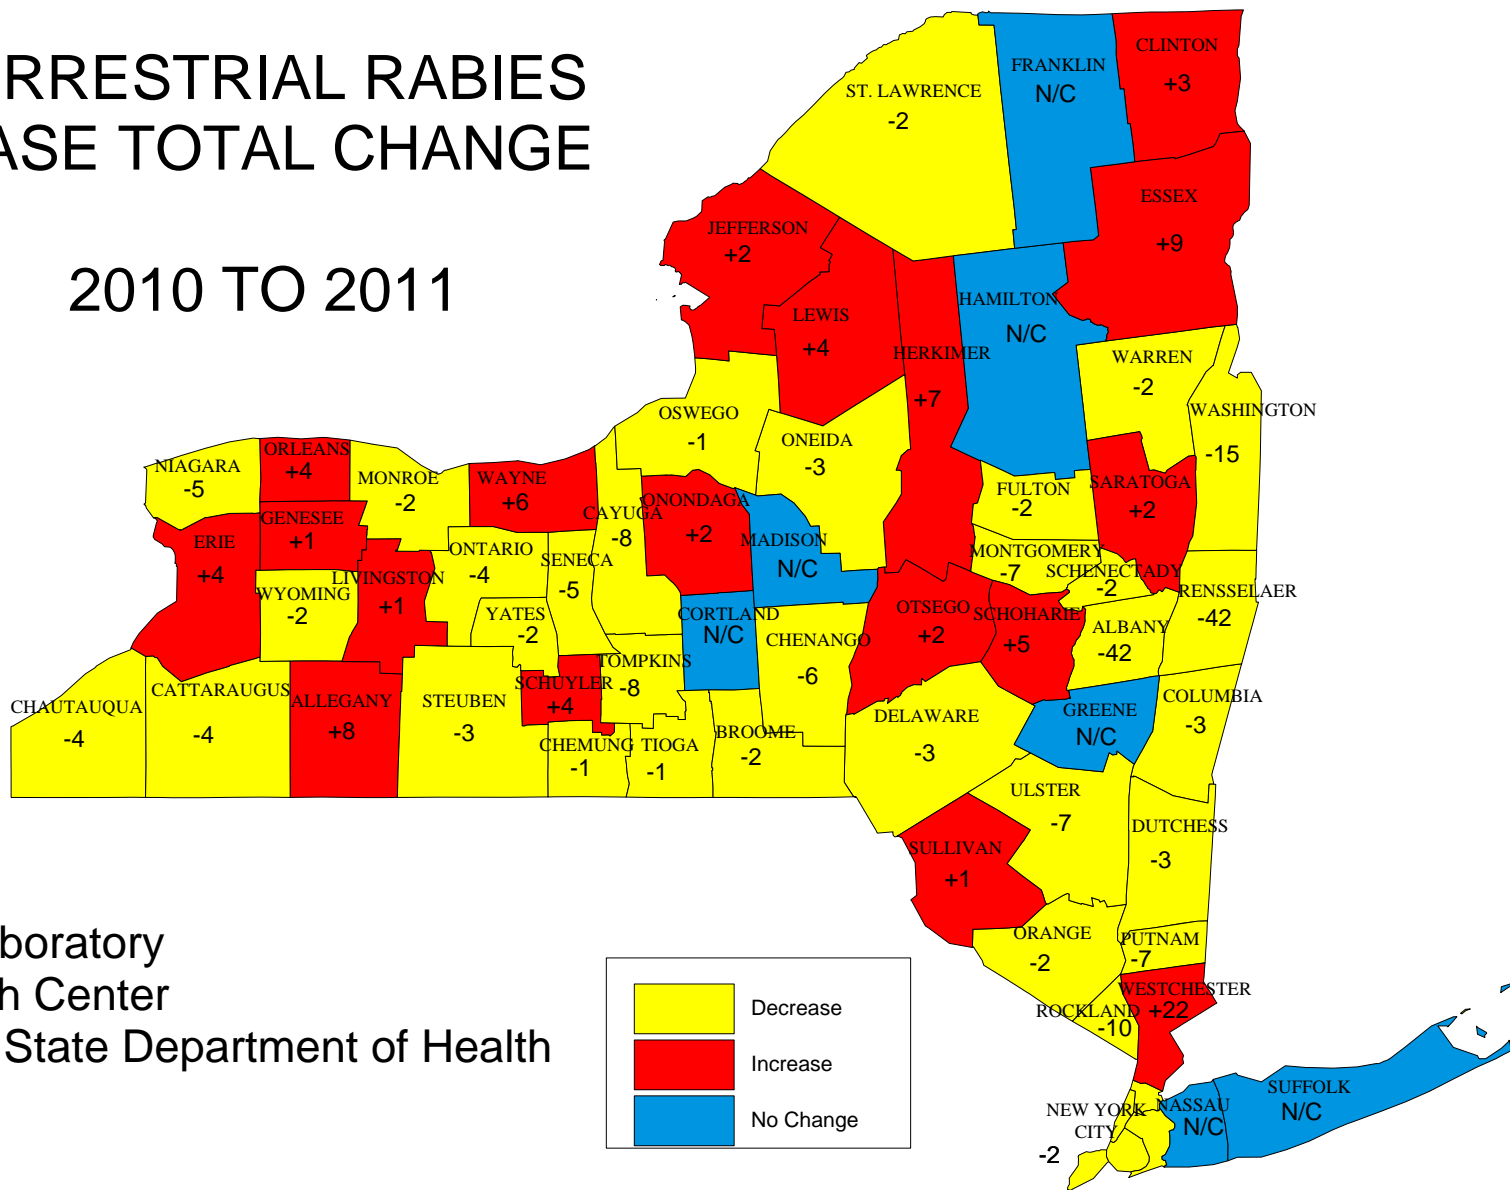 RRESTRIAL RABIES
ASE TOTAL CHANGE
2010 TO 2011
CLINTON
+3
FRANKLIN
N/C
ST. LAWRENCE
-2
ESSEX
+9
JEFFERSON
+2
LEWIS
+4
HAMILTON
N/C
HERKIMER
+7
WARREN
-2
WASHINGTON
-15
OSWEGO
-1
ONEIDA
-3
NIAGARA
-5
ORLEANS
+4
MONROE
-2
WAYNE
+6
CAYUGA
-8
ONONDAGA
+2
MADISON
N/C
FULTON
-2
SARATOGA
+2
ERIE
+4
GENESEE
+1
WYOMING
-2
LIVINGSTON
+1
ONTARIO
-4
SENECA
-5
YATES
-2
MONTGOMERY
-7
SCHENECTADY
-2
RENSSELAER
-42
CORTLAND
N/C
CHENANGO
-6
OTSEGO
+2
SCHOHARIE
+5
ALBANY
-42
CHAUTAUQUA
-4
CATTARAUGUS
-4
ALLEGANY
+8
STEUBEN
-3
SCHUYLER
+4
TOMPKINS
-8
CHEMUNG
-1
TIOGA
-1
BROOME
-2
DELAWARE
-3
GREENE
N/C
COLUMBIA
-3
ULSTER
-7
DUTCHESS
-3
SULLIVAN
+1
ORANGE
-2
PUTNAM
-7
WESTCHESTER
+22
ROCKLAND
-10
NEW YORK
CITY
-2
NASSAU
N/C
SUFFOLK
N/C
boratory
h Center
State Department of Health
Decrease
Increase
No Change